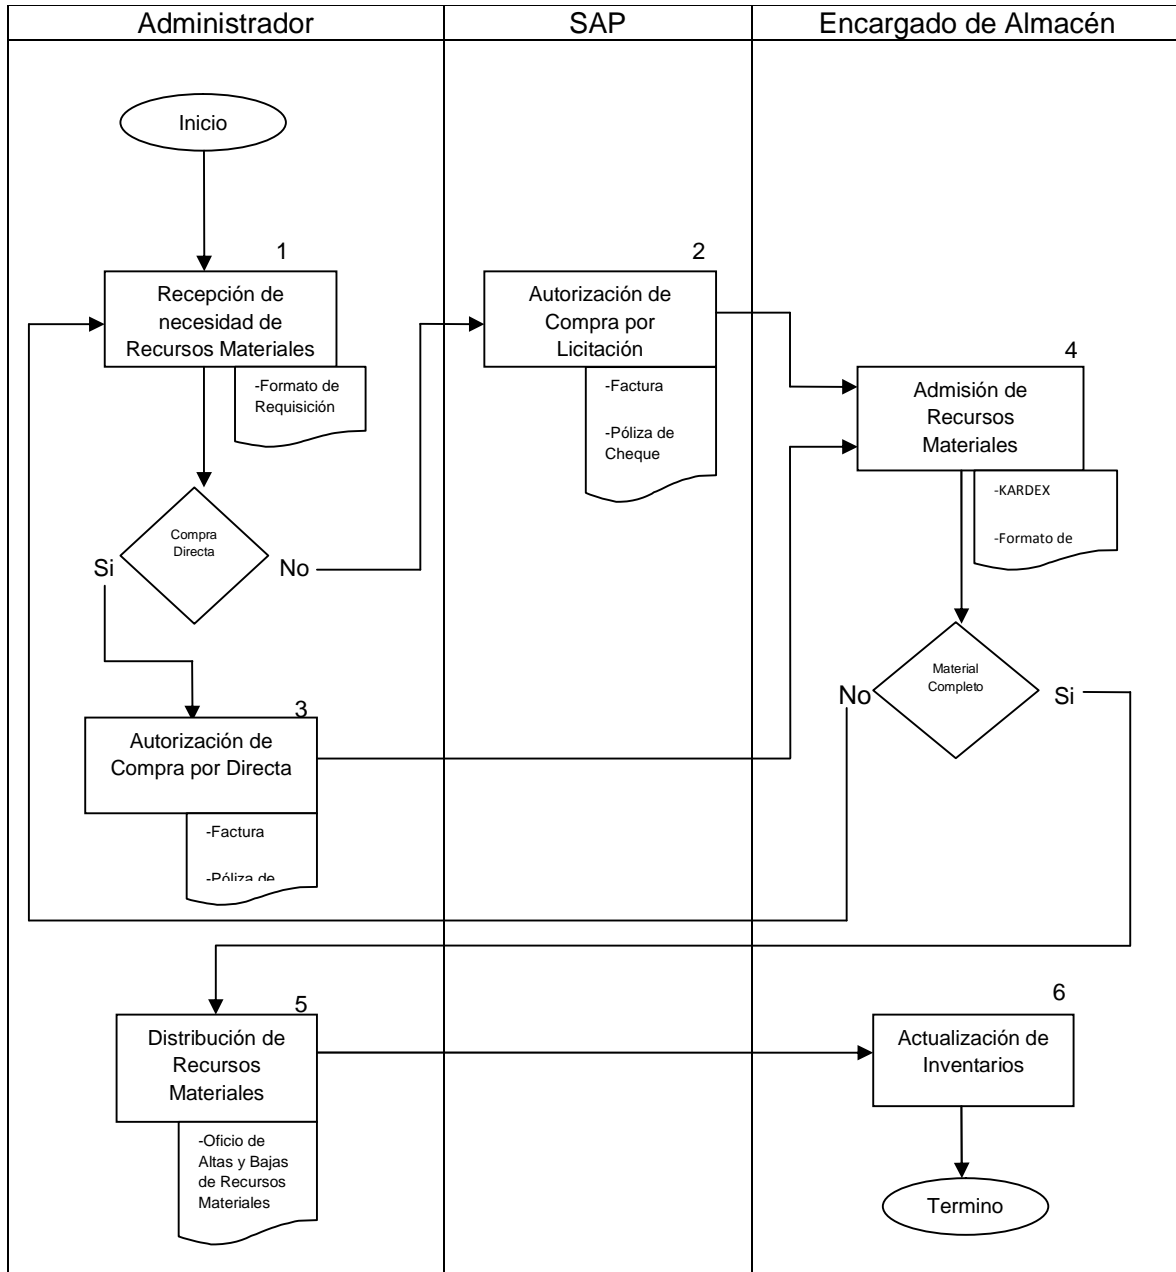 Administrador
SAP
Encargado de Almacén
Inicio
1
Recepción de
necesidad de
Recursos Materiales
-Formato de
Requisición
2
Autorización de
Compra por
Licitación
-Factura
-Póliza de
Cheque
4
Admisión de
Recursos
Materiales
-KARDEX
-Formato de
Compra
Directa
Si
No
3
Autorización de
Compra por Directa
-Factura
-Póliza de
Material
Completo
No
Si
5
Distribución de
Recursos
Materiales
-Oficio de
Altas y Bajas
de Recursos
Materiales
6
Actualización de
Inventarios
Termino